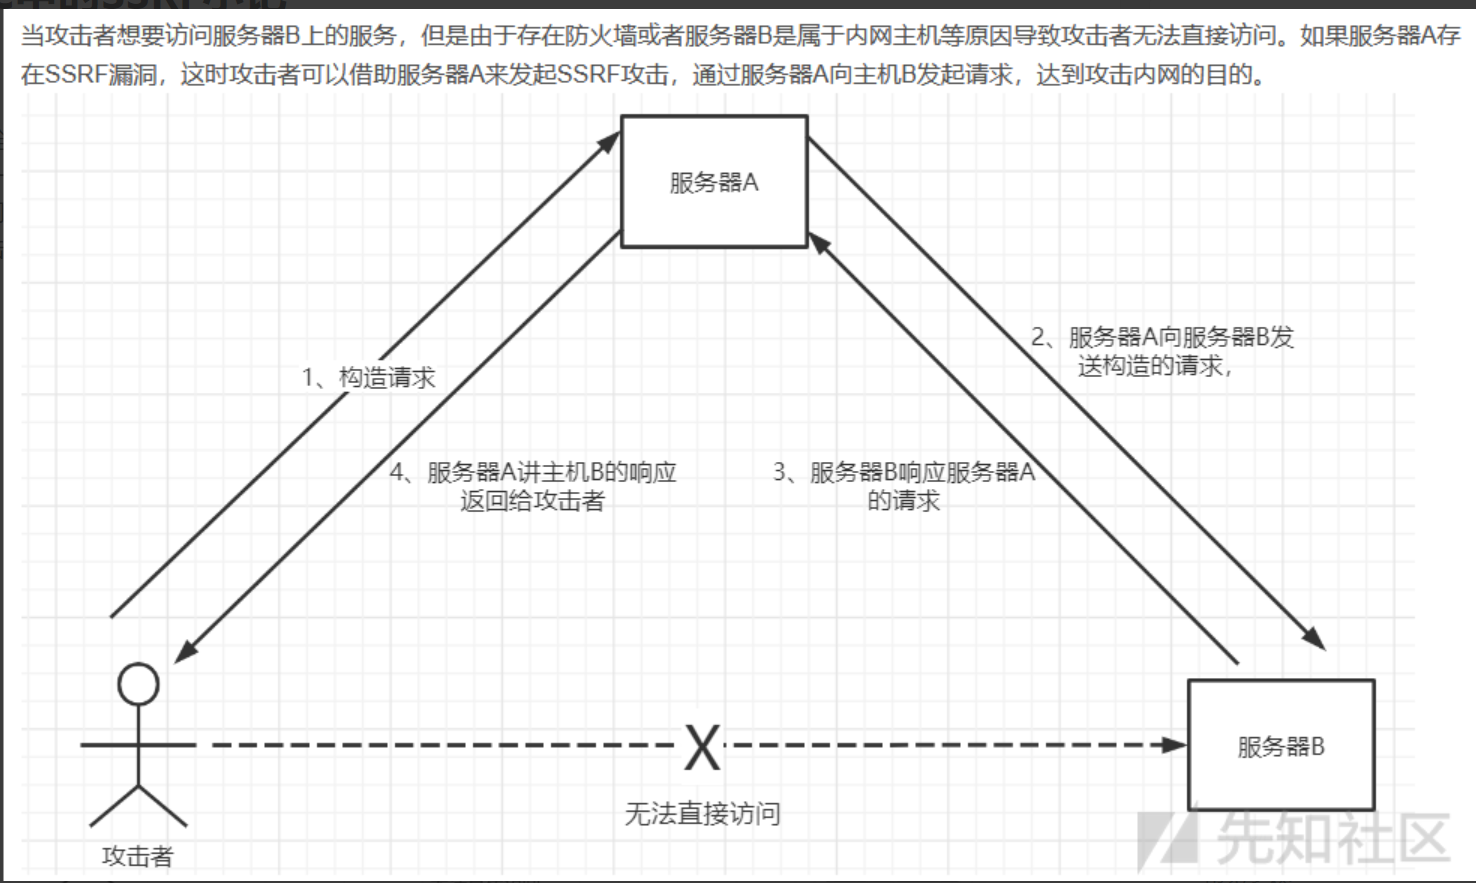 当攻击者想要访问服务器B上的服务，但是由于存在防火墙或者服务器B是属于内网主机等原因导致攻击者无法直接访问。如果服务器A存
在SSRF漏洞，这时攻击者可以借助服务器A来发起SSRF攻击，通过服务器A向主机B发起请求，达到攻击内网的目的。
服务器A
2、服务器A向服务器B发
送构造的请求，
1、构造请求
4、服务器A讲主机B的响应
返回给攻击者
3、服务器B响应服务器A
的请求
X
服务器B
无法直接访问
攻击者
先知社区